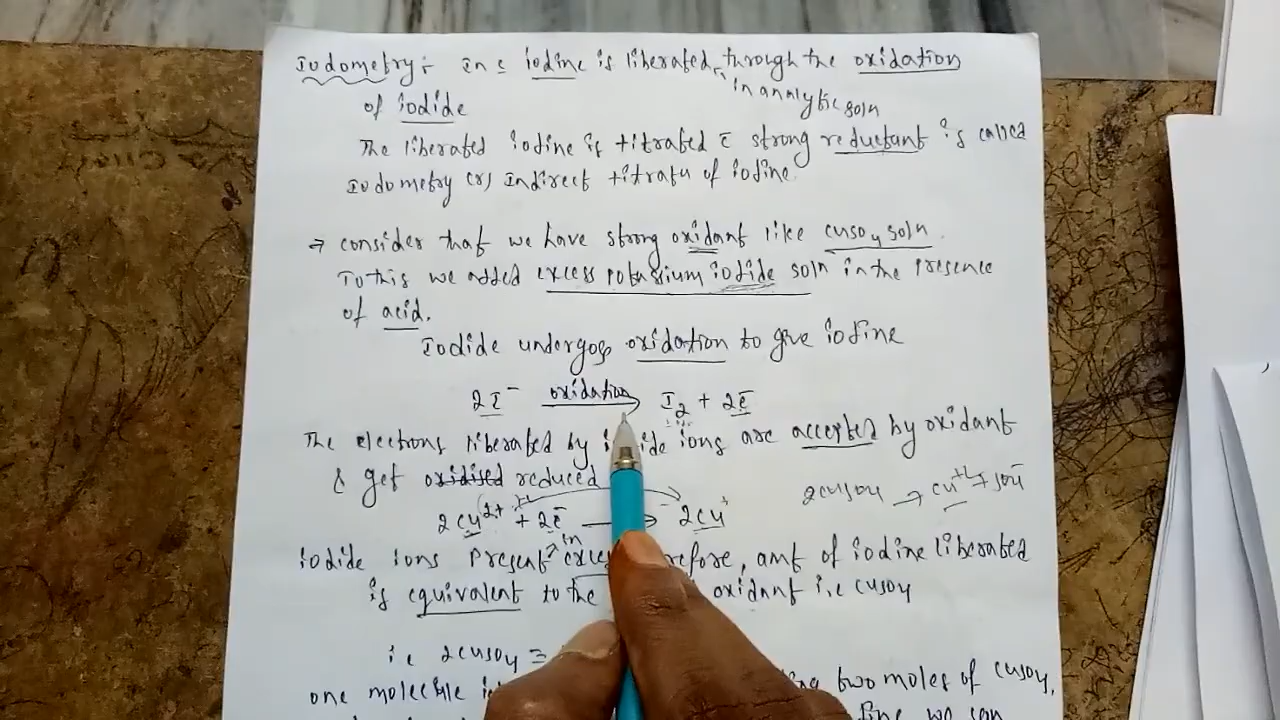 Iodometry :- In c iodine is liberated, through the oxidation
in analytic soln
of iodide
The liberated iodine is titrated c̄ strong reductant is called
Iodometry (r) Indirect titratn of iodine.
→ consider that we have strong oxidant like cuso4 soln.
To this we added excess potassium iodide soln in the presence
of acid.
Iodide undergoes oxidation to give iodine
2I⁻ oxidation → I2 + 2ē
The electrons liberated by ions are accepted by oxidant
& get oxidised reduced
2cuso4 → cu+2 + so4⁻
2cu2+ + 2ē → 2cu+
iodide ions present in amt of iodine liberated
is equivalent to the oxidant i.e cuso4
i.e 2cuso4 ≡
one molecule two moles of cuso4,
we can